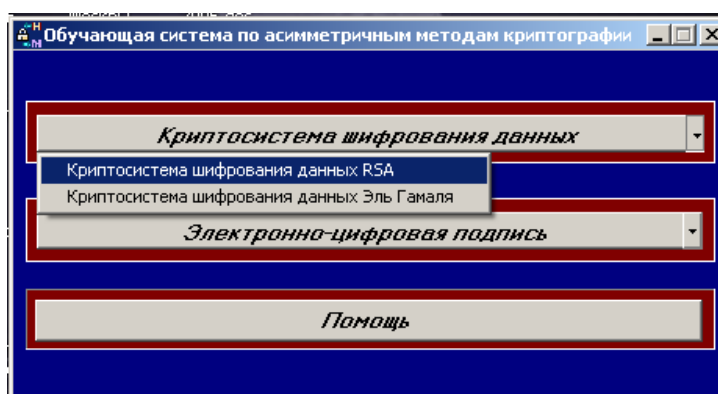 Обучающая система по асимметричным методам криптографии
Криптосистема шифрования данных
Криптосистема шифрования данных RSA
Криптосистема шифрования данных Эль Гамаля
Электронно-цифровая подпись
Помощь